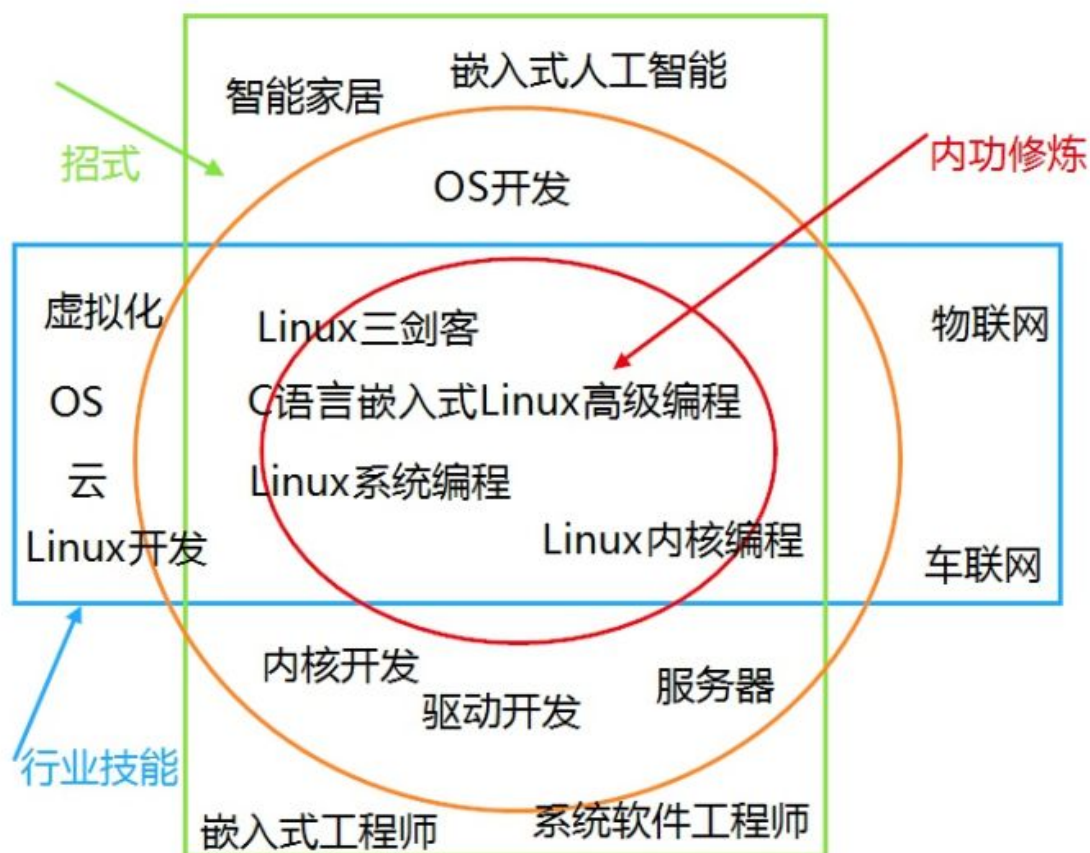 智能家居
嵌入式人工智能
招式
内功修炼
OS开发
虚拟化
Linux三剑客
物联网
OS
C语言嵌入式Linux高级编程
云
Linux系统编程
Linux开发
Linux内核编程
车联网
内核开发
驱动开发
服务器
行业技能
嵌入式工程师
系统软件工程师